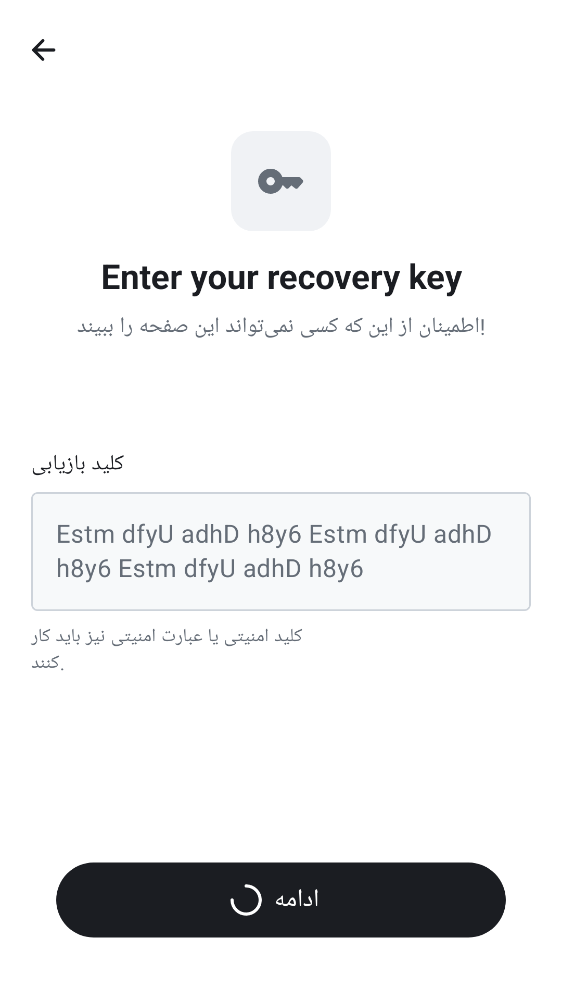 Enter your recovery key
اطمینان از این که کسی نمی‌تواند این صفحه را ببیند!
کلید بازیابی
Estm dfyU adhD h8y6 Estm dfyU adhD
h8y6 Estm dfyU adhD h8y6
کلید امنیتی یا عبارت امنیتی نیز باید کار
کنند.
ادامه